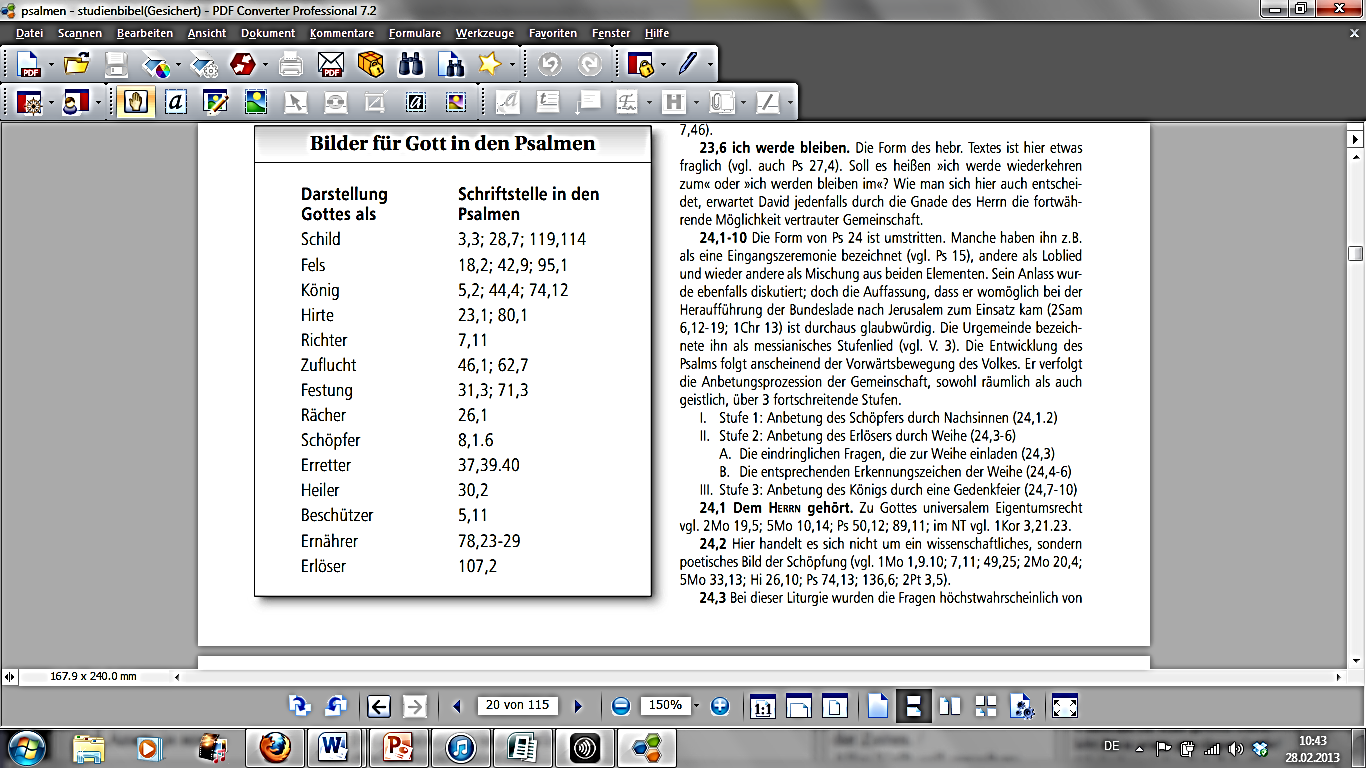 psalmen - studienbibel(Gesichert) - PDF Converter Professional 7.2
Datei Scannen Bearbeiten Ansicht Dokument Kommentare Formulare Werkzeuge Favoriten Fenster Hilfe
Bilder für Gott in den Psalmen
Darstellung Gottes als
Schriftstelle in den Psalmen
Schild 3,3; 28,7; 119,114
Fels 18,2; 42,9; 95,1
König 5,2; 44,4; 74,12
Hirte 23,1; 80,1
Richter 7,11
Zuflucht 46,1; 62,7
Festung 31,3; 71,3
Rächer 26,1
Schöpfer 8,1.6
Erretter 37,39.40
Heiler 30,2
Beschützer 5,11
Ernährer 78,23-29
Erlöser 107,2
7,46).
23,6 ich werde bleiben. Die Form des hebr. Textes ist hier etwas
fraglich (vgl. auch Ps 27,4). Soll es heißen »ich werde wiederkehren
zum« oder »ich werden bleiben im«? Wie man sich hier auch entschei-
det, erwartet David jedenfalls durch die Gnade des Herrn die fortwäh-
rende Möglichkeit vertrauter Gemeinschaft.
24,1-10 Die Form von Ps 24 ist umstritten. Manche haben ihn z.B.
als eine Eingangszeremonie bezeichnet (vgl. Ps 15), andere als Loblied
und wieder andere als Mischung aus beiden Elementen. Sein Anlass wur-
de ebenfalls diskutiert; doch die Auffassung, dass er womöglich bei der
Heraufführung der Bundeslade nach Jerusalem zum Einsatz kam (2Sam
6,12-19; 1Chr 13) ist durchaus glaubwürdig. Die Urgemeinde bezeich-
nete ihn als messianisches Stufenlied (vgl. V. 3). Die Entwicklung des
Psalms folgt anscheinend der Vorwärtsbewegung des Volkes. Er verfolgt
die Anbetungsprozession der Gemeinschaft, sowohl räumlich als auch
geistlich, über 3 fortschreitende Stufen.
I. Stufe 1: Anbetung des Schöpfers durch Nachsinnen (24,1.2)
II. Stufe 2: Anbetung des Erlösers durch Weihe (24,3-6)
A. Die eindringlichen Fragen, die zur Weihe einladen (24,3)
B. Die entsprechenden Erkennungszeichen der Weihe (24,4-6)
III. Stufe 3: Anbetung des Königs durch eine Gedenkfeier (24,7-10)
24,1 Dem HERRN gehört. Zu Gottes universalem Eigentumsrecht
vgl. 2Mo 19,5; 5Mo 10,14; Ps 50,12; 89,11; im NT vgl. 1Kor 3,21.23.
24,2 Hier handelt es sich nicht um ein wissenschaftliches, sondern
poetisches Bild der Schöpfung (vgl. 1Mo 1,9.10; 7,11; 49,25; 2Mo 20,4;
5Mo 33,13; Hi 26,10; Ps 74,13; 136,6; 2Pt 3,5).
24,3 Bei dieser Liturgie wurden die Fragen höchstwahrscheinlich von
167.9 x 240.0 mm
20 von 115
150%
1:1
DE
10:43
28.02.2013